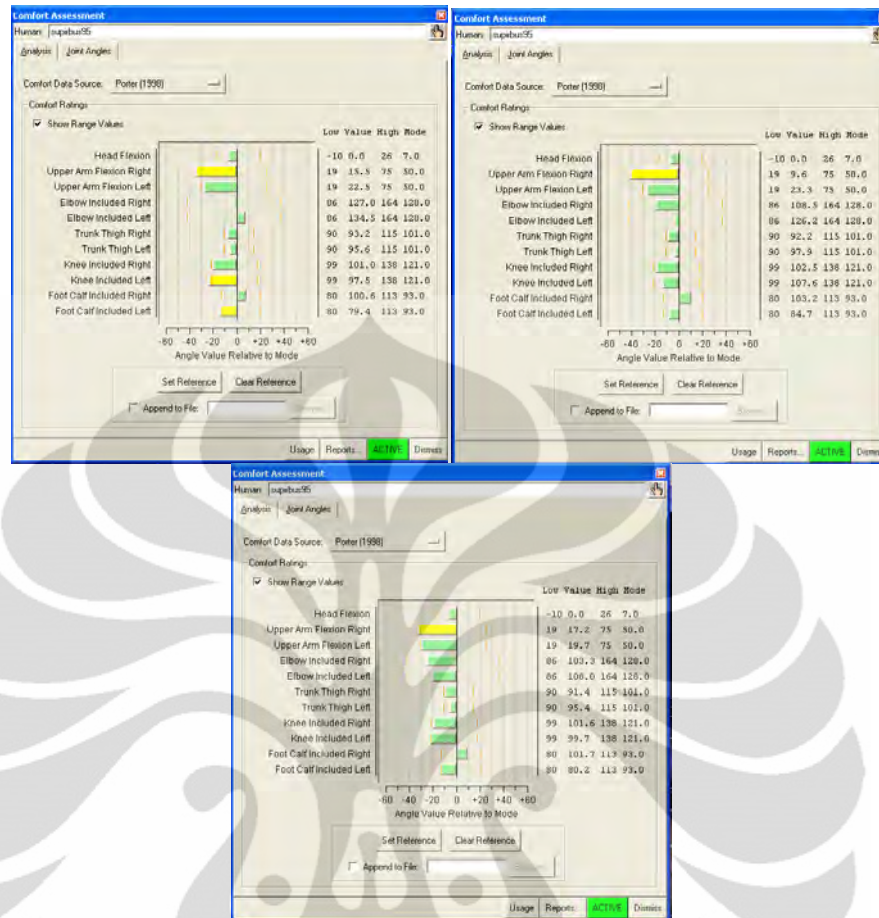 Comfort Assessment
Human: supirbus95
Analysis Joint Angles
Comfort Data Source: Porter (1998)
Comfort Ratings
Show Range Values
Low Value High Mode
Head Flexion -10 0.0 26 7.0
Upper Arm Flexion Right 19 15.5 75 50.0
Upper Arm Flexion Left 19 22.5 75 50.0
Elbow Included Right 86 127.0 164 128.0
Elbow Included Left 86 134.5 164 128.0
Trunk Thigh Right 90 93.2 115 101.0
Trunk Thigh Left 90 95.6 115 101.0
Knee Included Right 99 101.0 138 121.0
Knee Included Left 99 97.5 138 121.0
Foot Calf Included Right 80 100.6 113 93.0
Foot Calf Included Left 80 79.4 113 93.0
-60 -40 -20 0 +20 +40 +60
Angle Value Relative to Mode
Set Reference Clear Reference
Append to File:
Usage Reports... ACTIVE Dismiss
Comfort Assessment
Human: supirbus95
Analysis Joint Angles
Comfort Data Source: Porter (1998)
Comfort Ratings
Show Range Values
Low Value High Mode
Head Flexion -10 0.0 26 7.0
Upper Arm Flexion Right 19 9.6 75 50.0
Upper Arm Flexion Left 19 23.3 75 50.0
Elbow Included Right 86 108.5 164 128.0
Elbow Included Left 86 126.2 164 128.0
Trunk Thigh Right 90 92.2 115 101.0
Trunk Thigh Left 90 97.9 115 101.0
Knee Included Right 99 102.5 138 121.0
Knee Included Left 99 107.6 138 121.0
Foot Calf Included Right 80 103.2 113 93.0
Foot Calf Included Left 80 84.7 113 93.0
-60 -40 -20 0 +20 +40 +60
Angle Value Relative to Mode
Set Reference Clear Reference
Append to File:
Usage Reports... ACTIVE Dismiss
Comfort Assessment
Human: supirbus95
Analysis Joint Angles
Comfort Data Source: Porter (1998)
Comfort Ratings
Show Range Values
Low Value High Mode
Head Flexion -10 0.0 26 7.0
Upper Arm Flexion Right 19 17.2 75 50.0
Upper Arm Flexion Left 19 19.7 75 50.0
Elbow Included Right 86 103.3 164 128.0
Elbow Included Left 86 108.0 164 128.0
Trunk Thigh Right 90 91.4 115 101.0
Trunk Thigh Left 90 95.4 115 101.0
Knee Included Right 99 101.6 138 121.0
Knee Included Left 99 99.7 138 121.0
Foot Calf Included Right 80 101.7 113 93.0
Foot Calf Included Left 80 80.2 113 93.0
-60 -40 -20 0 +20 +40 +60
Angle Value Relative to Mode
Set Reference Clear Reference
Append to File:
Usage Reports... ACTIVE Dismiss